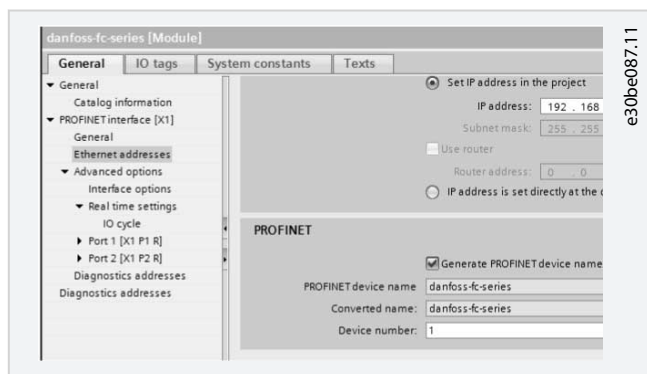 danfoss-fc-series [Module]
General IO tags System constants Texts
General
Catalog information
PROFINET interface [X1]
General
Ethernet addresses
Advanced options
Interface options
Real time settings
IO cycle
Port 1 [X1 P1 R]
Port 2 [X1 P2 R]
Diagnostics addresses
Diagnostics addresses
Set IP address in the project
IP address: 192 . 168
Subnet mask: 255 . 255
Use router
Router address: 0 . 0
IP address is set directly at the
PROFINET
Generate PROFINET device name
PROFINET device name danfoss-fc-series
Converted name: danfoss-fc-series
Device number: 1
e30be087.11